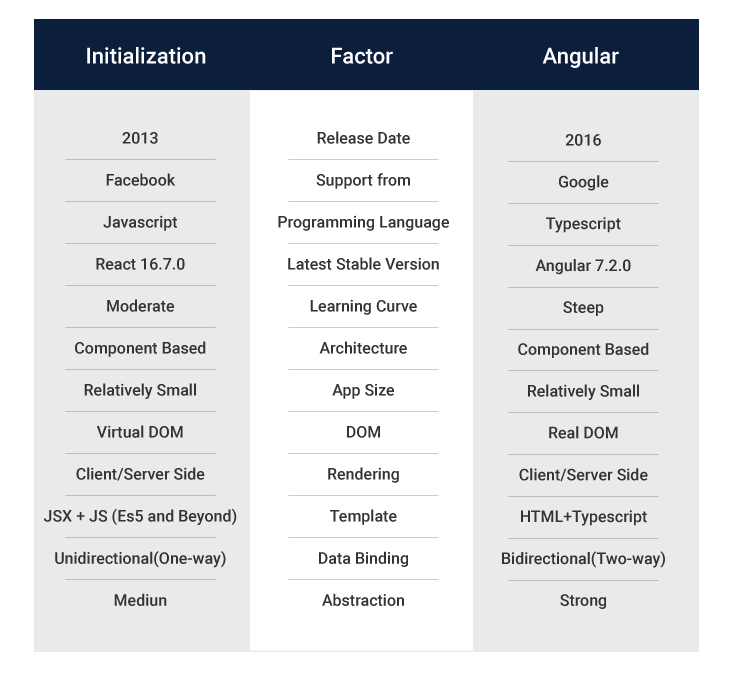 Initialization Factor Angular
2013 Release Date 2016
Facebook Support from Google
Javascript Programming Language Typescript
React 16.7.0 Latest Stable Version Angular 7.2.0
Moderate Learning Curve Steep
Component Based Architecture Component Based
Relatively Small App Size Relatively Small
Virtual DOM DOM Real DOM
Client/Server Side Rendering Client/Server Side
JSX + JS (Es5 and Beyond) Template HTML+Typescript
Unidirectional(One-way) Data Binding Bidirectional(Two-way)
Mediun Abstraction Strong